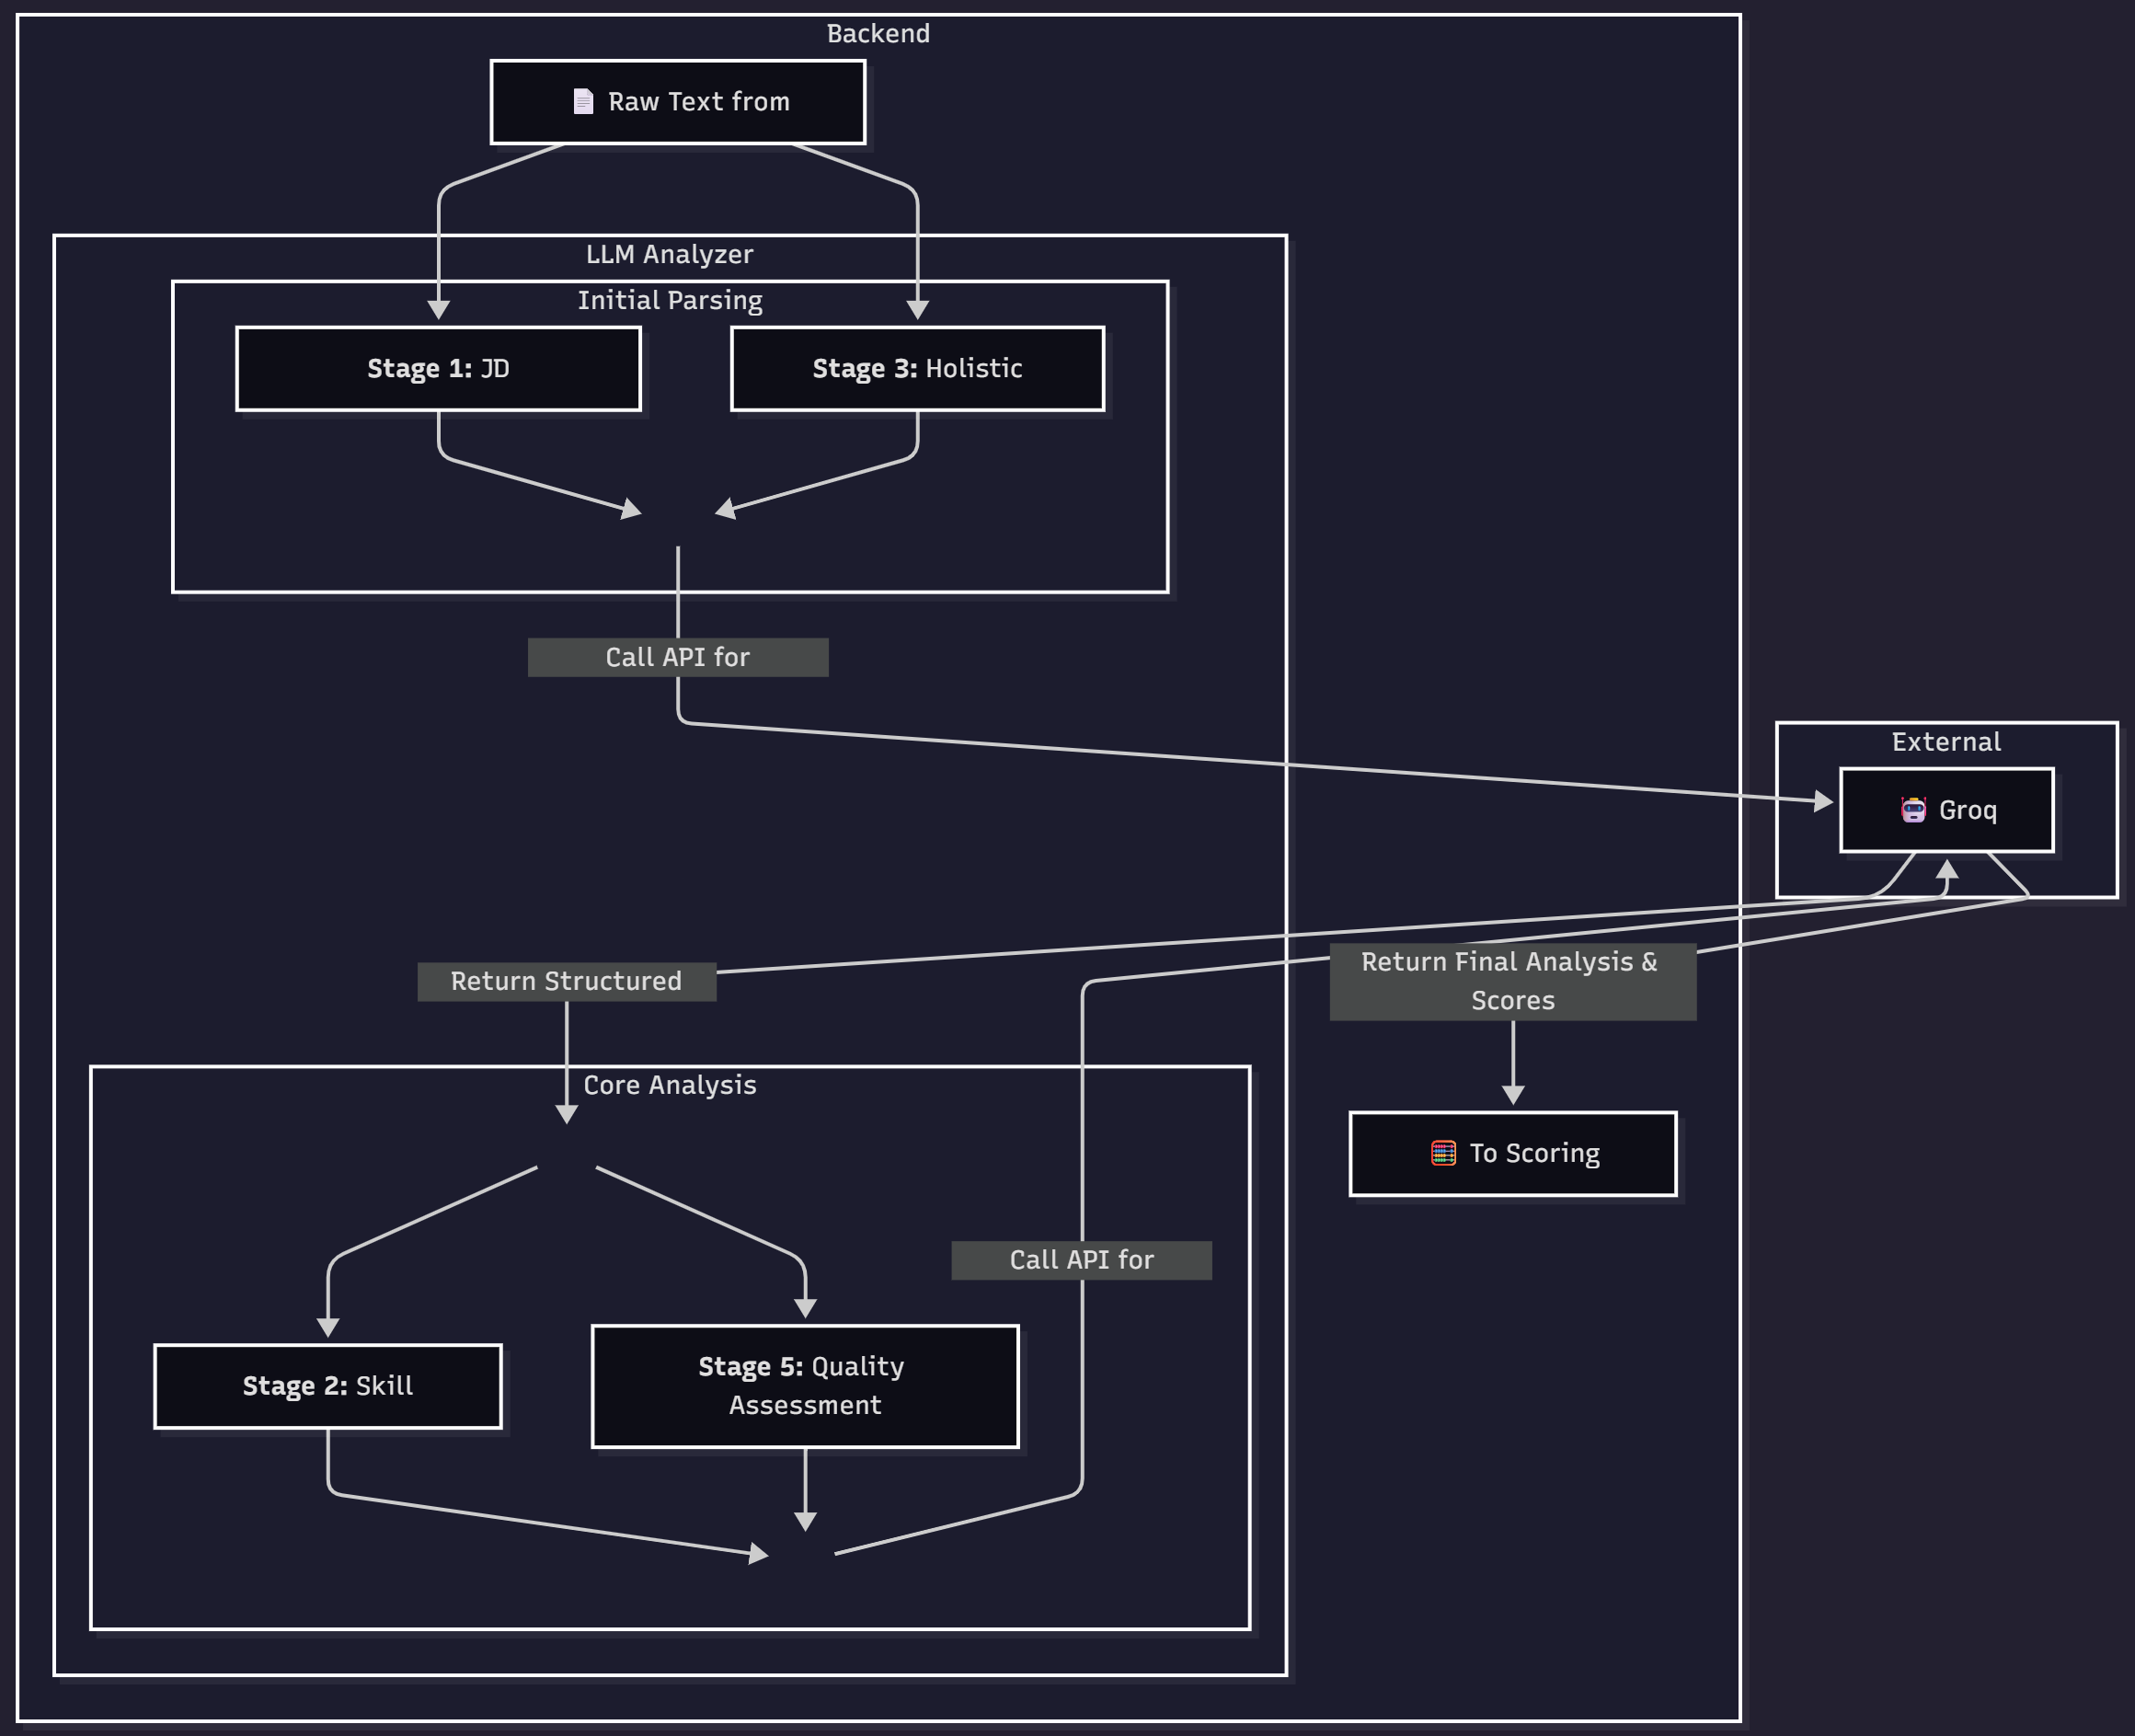 Backend
Raw Text from
LLM Analyzer
Initial Parsing
Stage 1: JD
Stage 3: Holistic
Call API for
External
Groq
Return Structured
Return Final Analysis &
Scores
Core Analysis
To Scoring
Call API for
Stage 2: Skill
Stage 5: Quality
Assessment